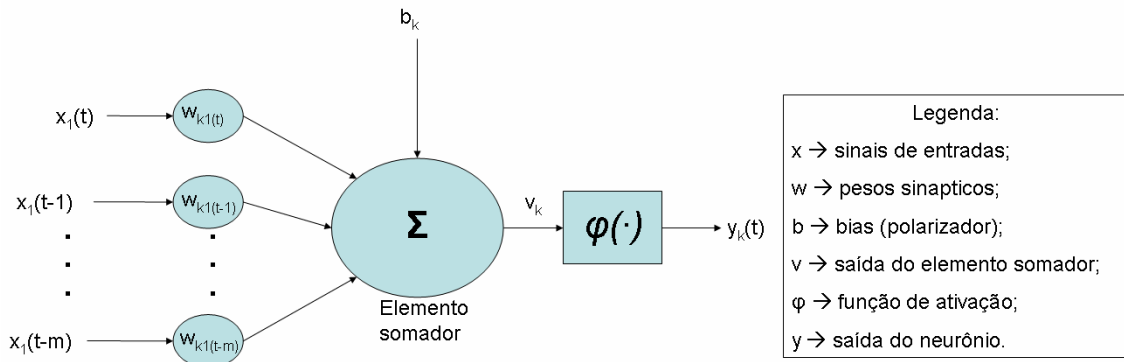 b_k
x_1(t)
w_k1(t)
x_1(t-1)
w_k1(t-1)
Σ
v_k
φ(·)
y_k(t)
Elemento
somador
x_1(t-m)
w_k1(t-m)
Legenda:
x → sinais de entradas;
w → pesos sinapticos;
b → bias (polarizador);
v → saída do elemento somador;
φ → função de ativação;
y → saída do neurônio.